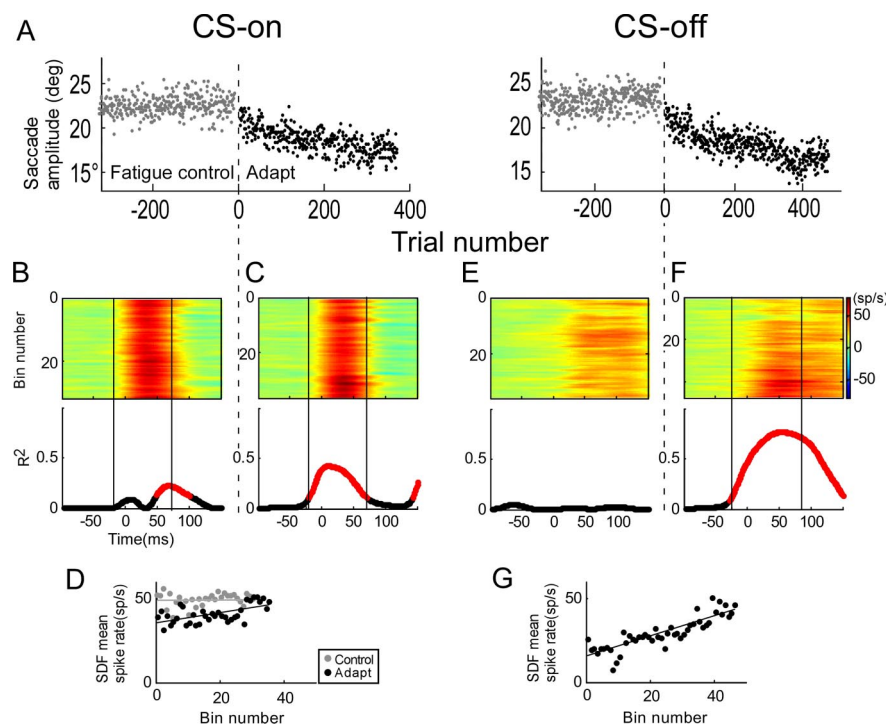 CS-on
CS-off
A
Saccade
amplitude (deg)
25
20
15°
Fatigue control
Adapt
-200
0
200
400
25
20
15
-200
0
200
400
Trial number
B
C
E
F
Bin number
0
20
0
20
0
20
0
20
(sp/s)
50
0
-50
R²
0.5
0
0.5
0
0.5
0
0.5
0
-50
0
50
100
-50
0
50
100
-50
0
50
100
-50
0
50
100
Time(ms)
D
SDF mean
spike rate(sp/s)
50
0
0
20
40
Bin number
Control
Adapt
G
SDF mean
spike rate(sp/s)
50
0
0
20
40
Bin number